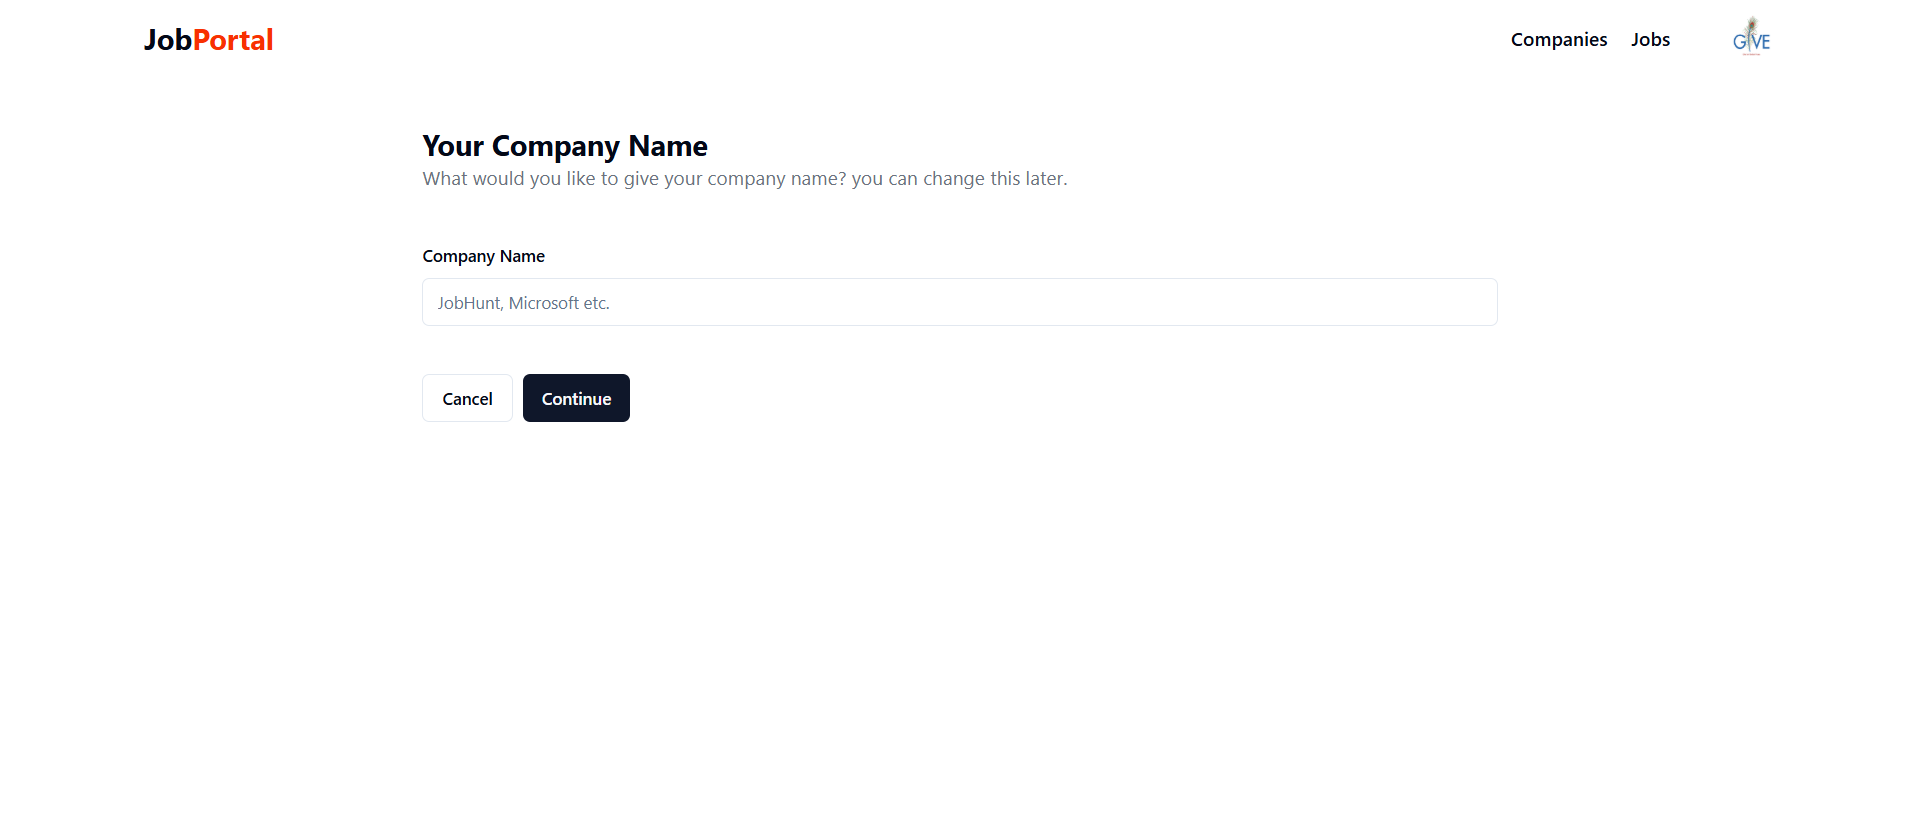 JobPortal
Companies Jobs
GIVE
Your Company Name
What would you like to give your company name? you can change this later.
Company Name
JobHunt, Microsoft etc.
Cancel Continue